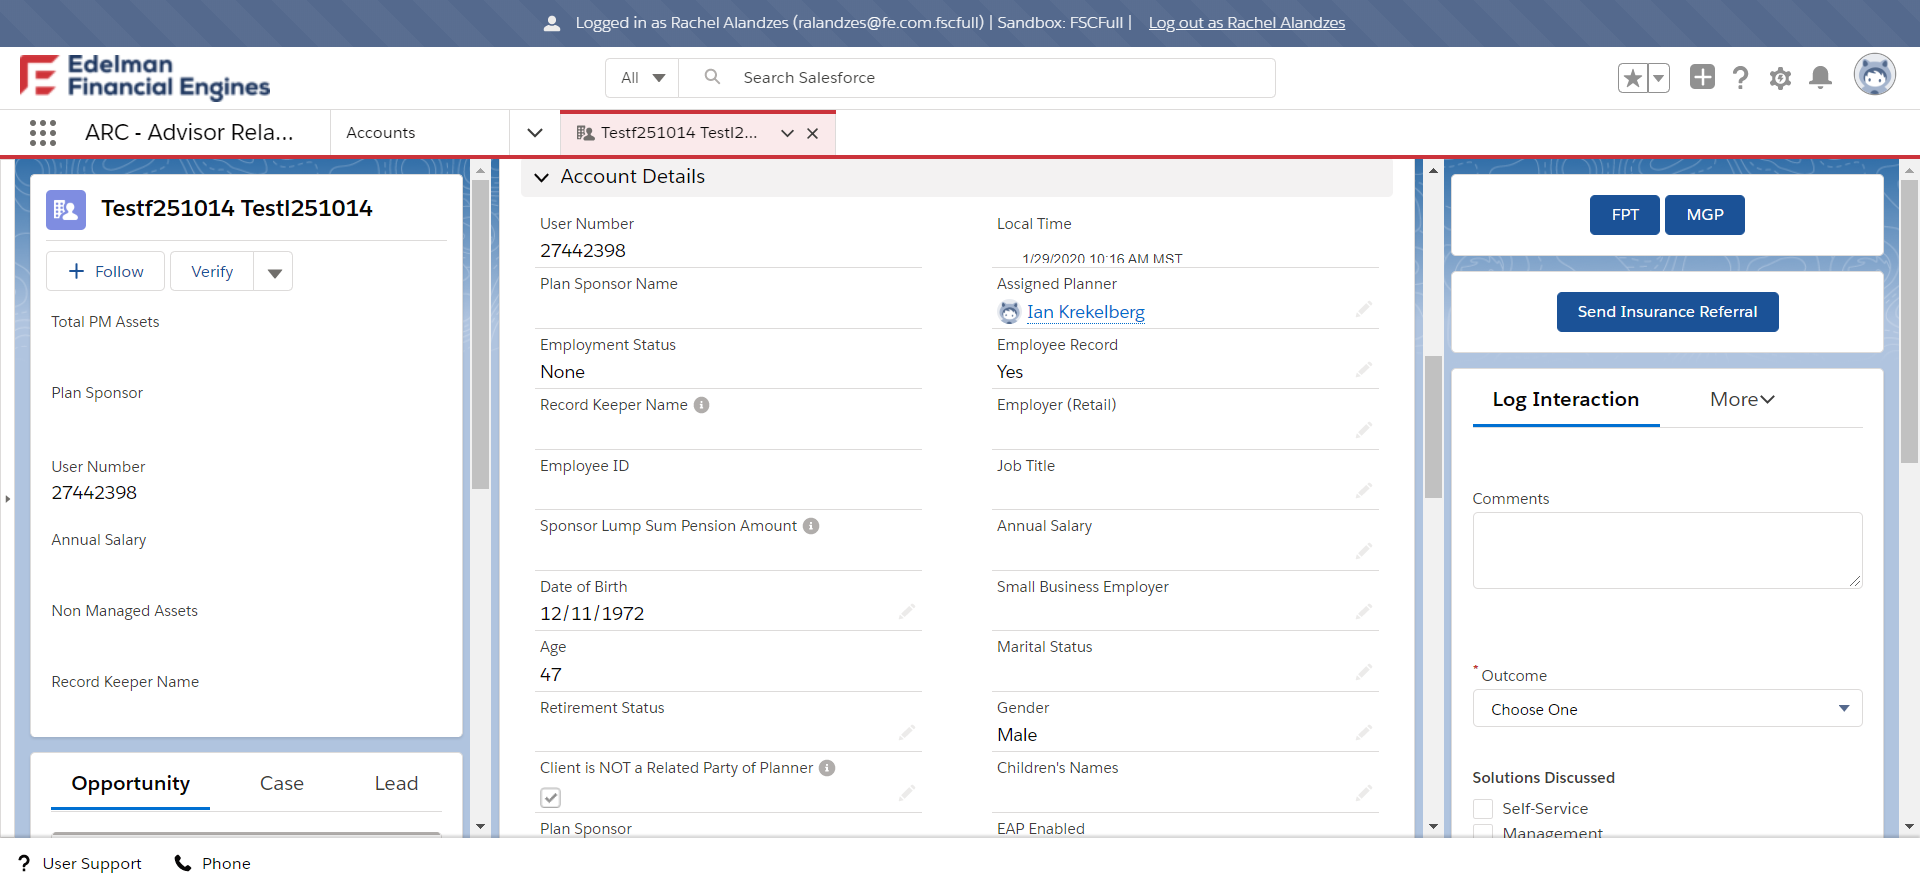 Logged in as Rachel Alandzes (ralandzes@fe.com.fscfull) | Sandbox: FSCFull | Log out as Rachel Alandzes
Edelman
Financial Engines
All
Search Salesforce
ARC - Advisor Rela...
Accounts
Testf251014 Testl2...
Testf251014 Testl251014
Follow
Verify
Total PM Assets
Plan Sponsor
User Number
27442398
Annual Salary
Non Managed Assets
Record Keeper Name
Opportunity
Case
Lead
Account Details
User Number
27442398
Local Time
1/29/2020 10:16 AM MST
Plan Sponsor Name
Assigned Planner
Ian Krekelberg
Employment Status
None
Employee Record
Yes
Record Keeper Name
Employer (Retail)
Employee ID
Job Title
Sponsor Lump Sum Pension Amount
Annual Salary
Date of Birth
12/11/1972
Small Business Employer
Age
47
Marital Status
Retirement Status
Gender
Male
Client is NOT a Related Party of Planner
Children's Names
Plan Sponsor
EAP Enabled
FPT
MGP
Send Insurance Referral
Log Interaction
More
Comments
* Outcome
Choose One
Solutions Discussed
Self-Service
Management
? User Support
Phone